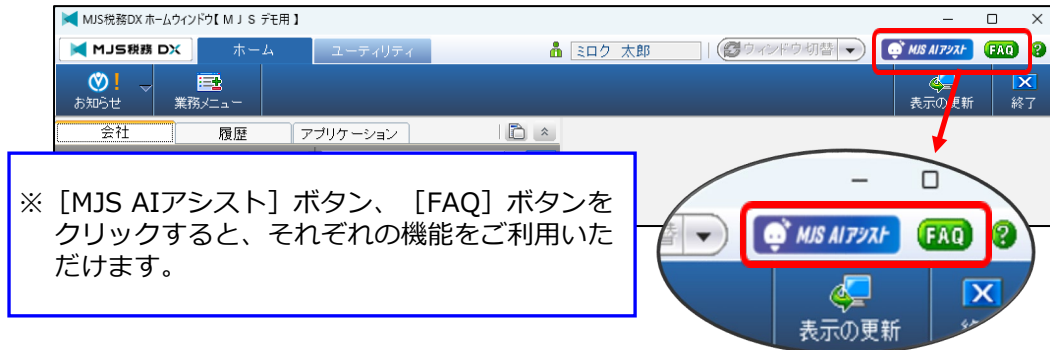 MJS税務DX ホームウィンドウ【 M J S デモ用 】
MJS税務 DX ホーム ユーティリティ ミロク 太郎 ウィンドウ切替 MJS AIアシスト FAQ ?
お知らせ 業務メニュー 表示の更新 終了
会社 履歴 アプリケーション
※［MJS AIアシスト］ボタン、［FAQ］ボタンを
クリックすると、それぞれの機能をご利用いた
だけます。
替 MJS AIアシスト FAQ ?
表示の更新